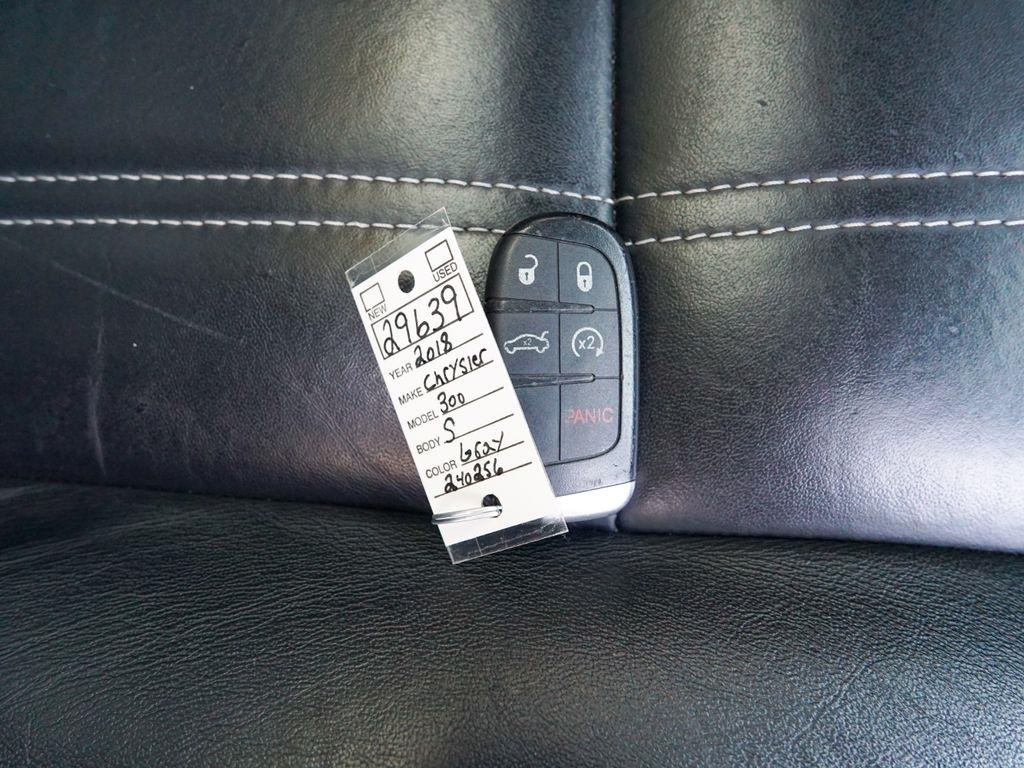 NEW USED
29639
YEAR 2018
MAKE Chrysler
MODEL 300
BODY S
COLOR Gray
240256
x2 x2
PANIC